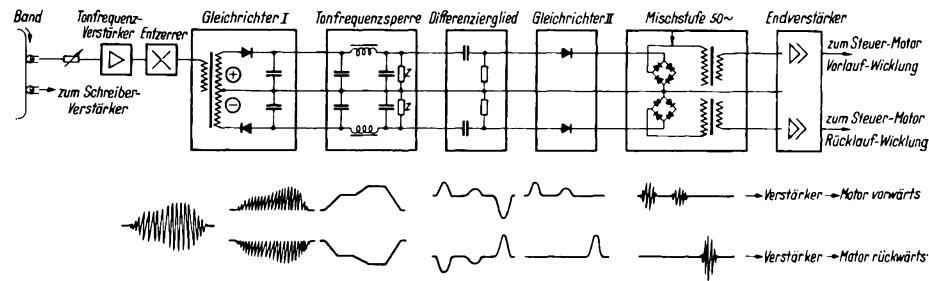 Band
Tonfrequenz-
Verstärker
Entzerrer
Gleichrichter I
Tonfrequenzsperre
Differenzierglied
Gleichrichter II
Mischstufe 50~
Endverstärker
zum Schreiber-
Verstärker
+
−
Z
Z
zum Steuer-Motor
Vorlauf-Wicklung
zum Steuer-Motor
Rücklauf-Wicklung
Verstärker → Motor vorwärts
Verstärker → Motor rückwärts